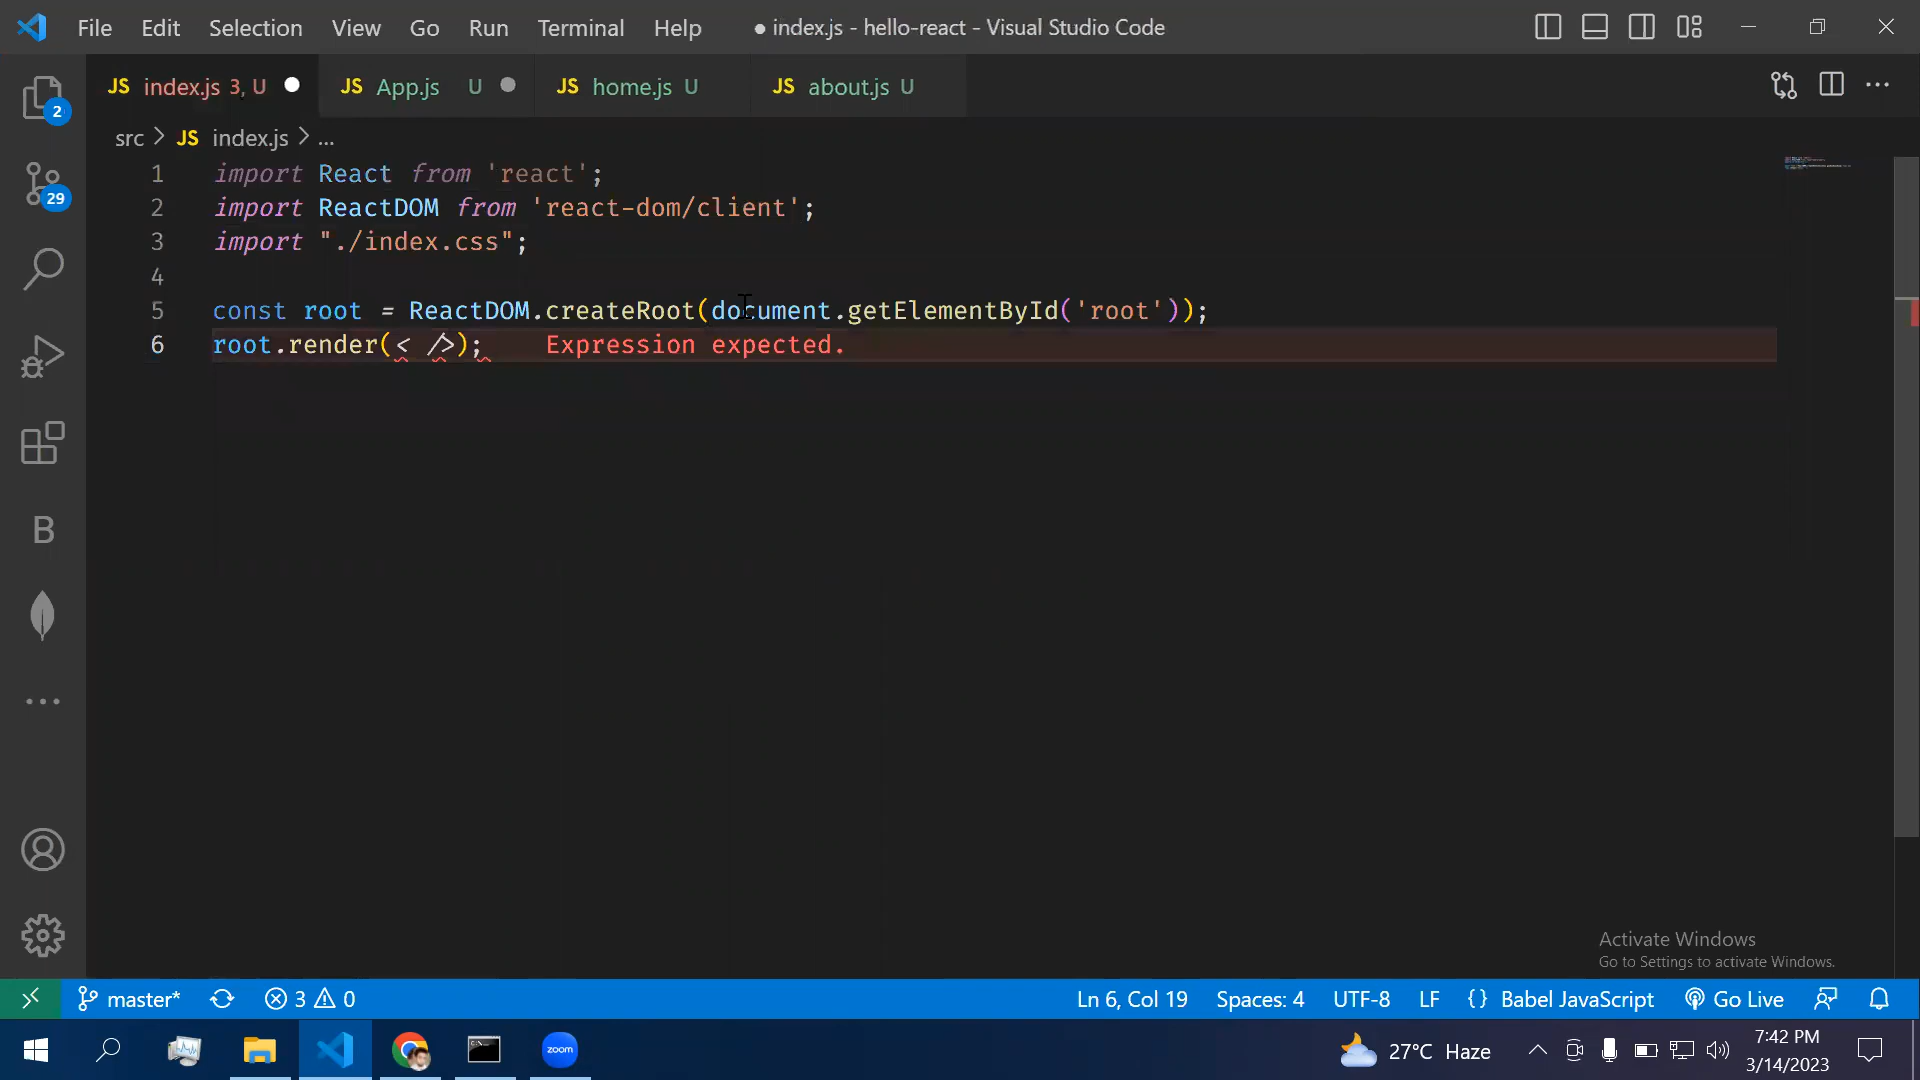 File Edit Selection View Go Run Terminal Help ● index.js - hello-react - Visual Studio Code
JS index.js 3, U JS App.js U JS home.js U JS about.js U
src > JS index.js > ...
1 import React from 'react';
2 import ReactDOM from 'react-dom/client';
3 import "./index.css";
4
5 const root = ReactDOM.createRoot(document.getElementById('root'));
6 root.render(< />); Expression expected.
2
29
B
Activate Windows
Go to Settings to activate Windows.
master* 3 0 Ln 6, Col 19 Spaces: 4 UTF-8 LF {} Babel JavaScript Go Live
zoom 27°C Haze 7:42 PM
3/14/2023